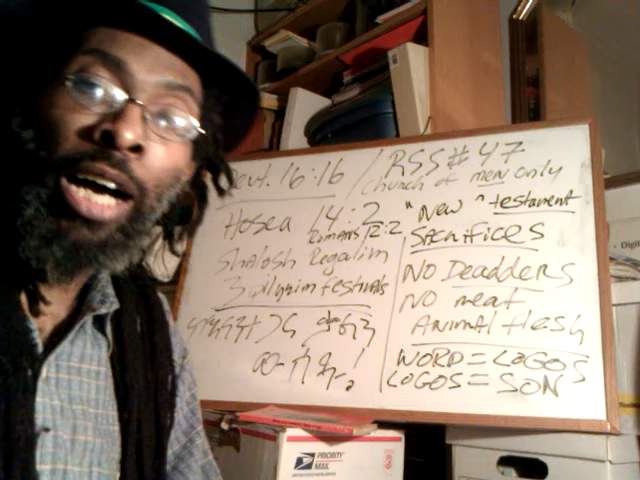 Deut. 16:16 / RSS# 47
church of men only
Hosea 14:2
Romans 12:2
Shalosh Regalim
3 pilgrim festivals
"New" testament
SACRIFICES
NO Deadders
NO meat
ANIMAl flesh
WORD = LOGOS
LOGOS = SON
PRIORITY
MAIL
Digi